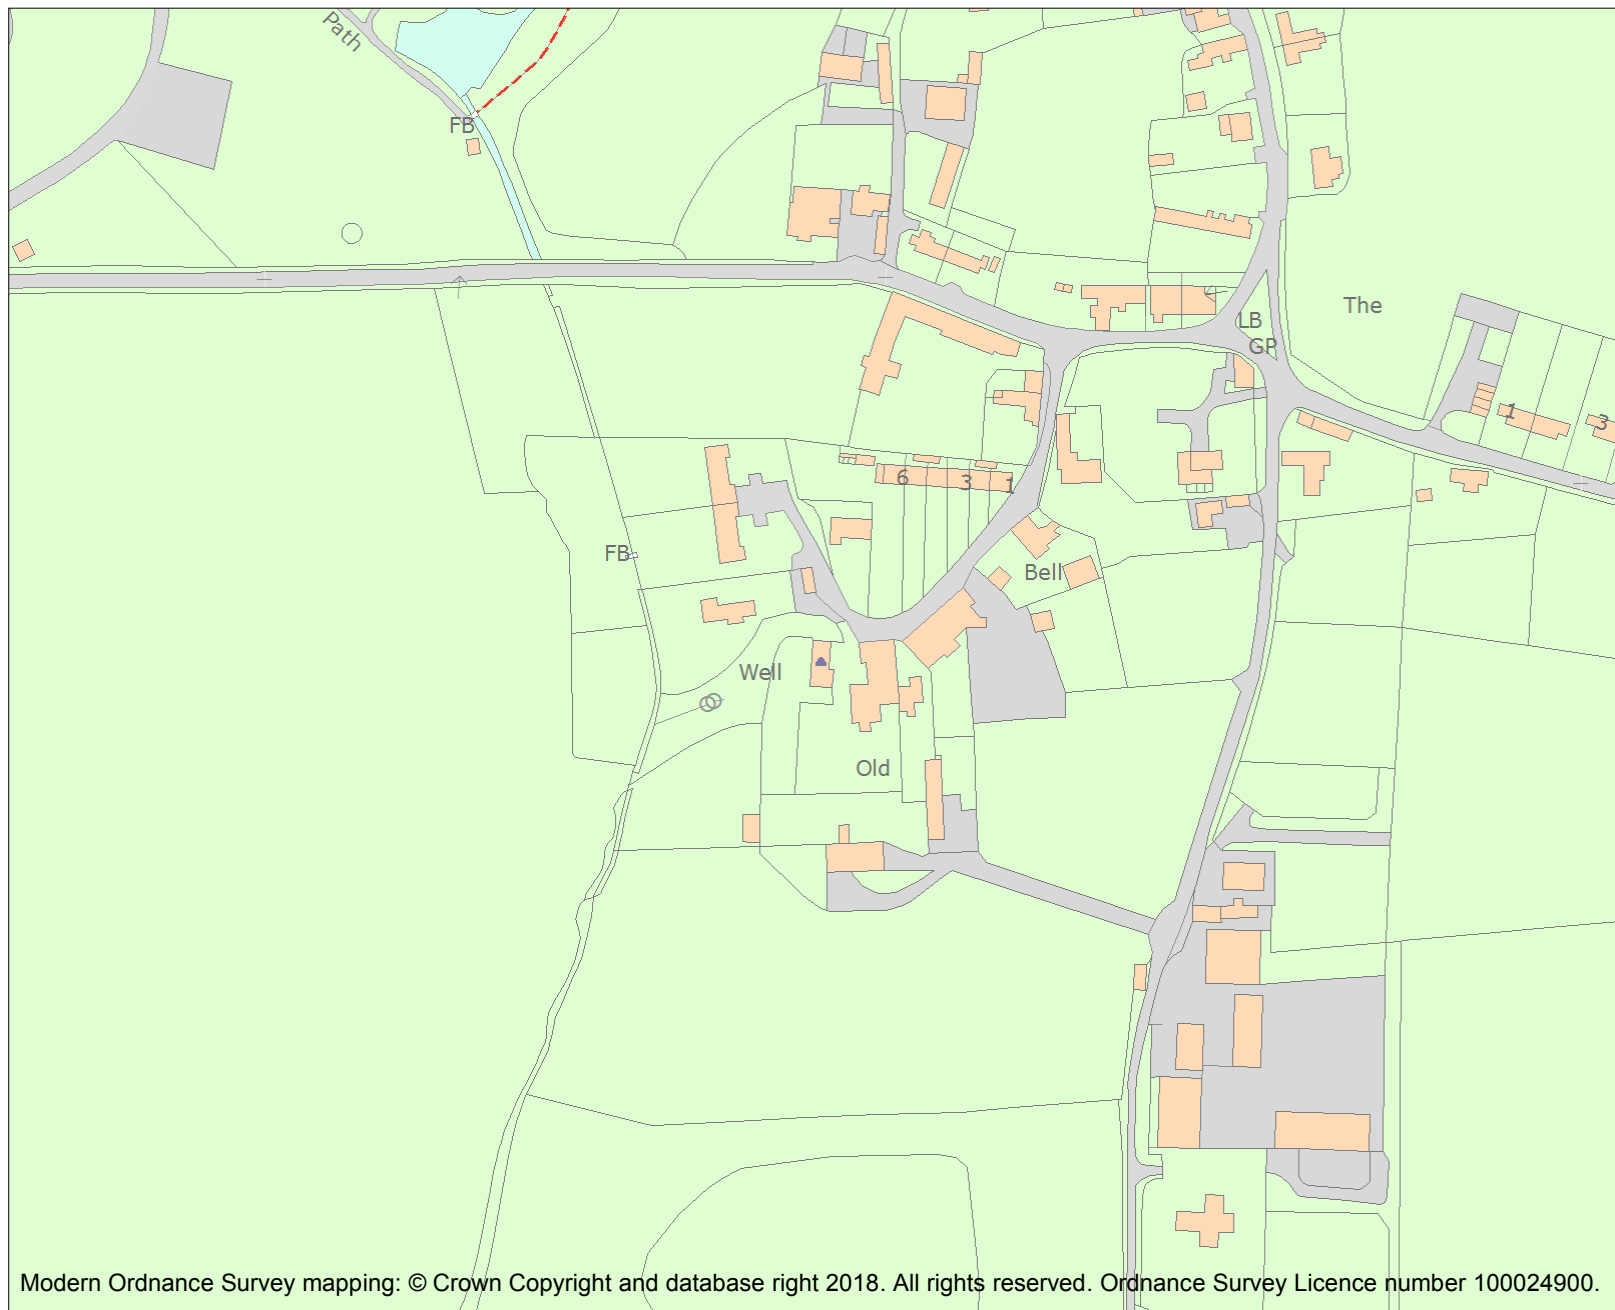 Path
FB
The
LB
GP
1
3
6
3
1
FB
Bell
Well
Old
Modern Ordnance Survey mapping: © Crown Copyright and database right 2018. All rights reserved. Ordnance Survey Licence number 100024900.